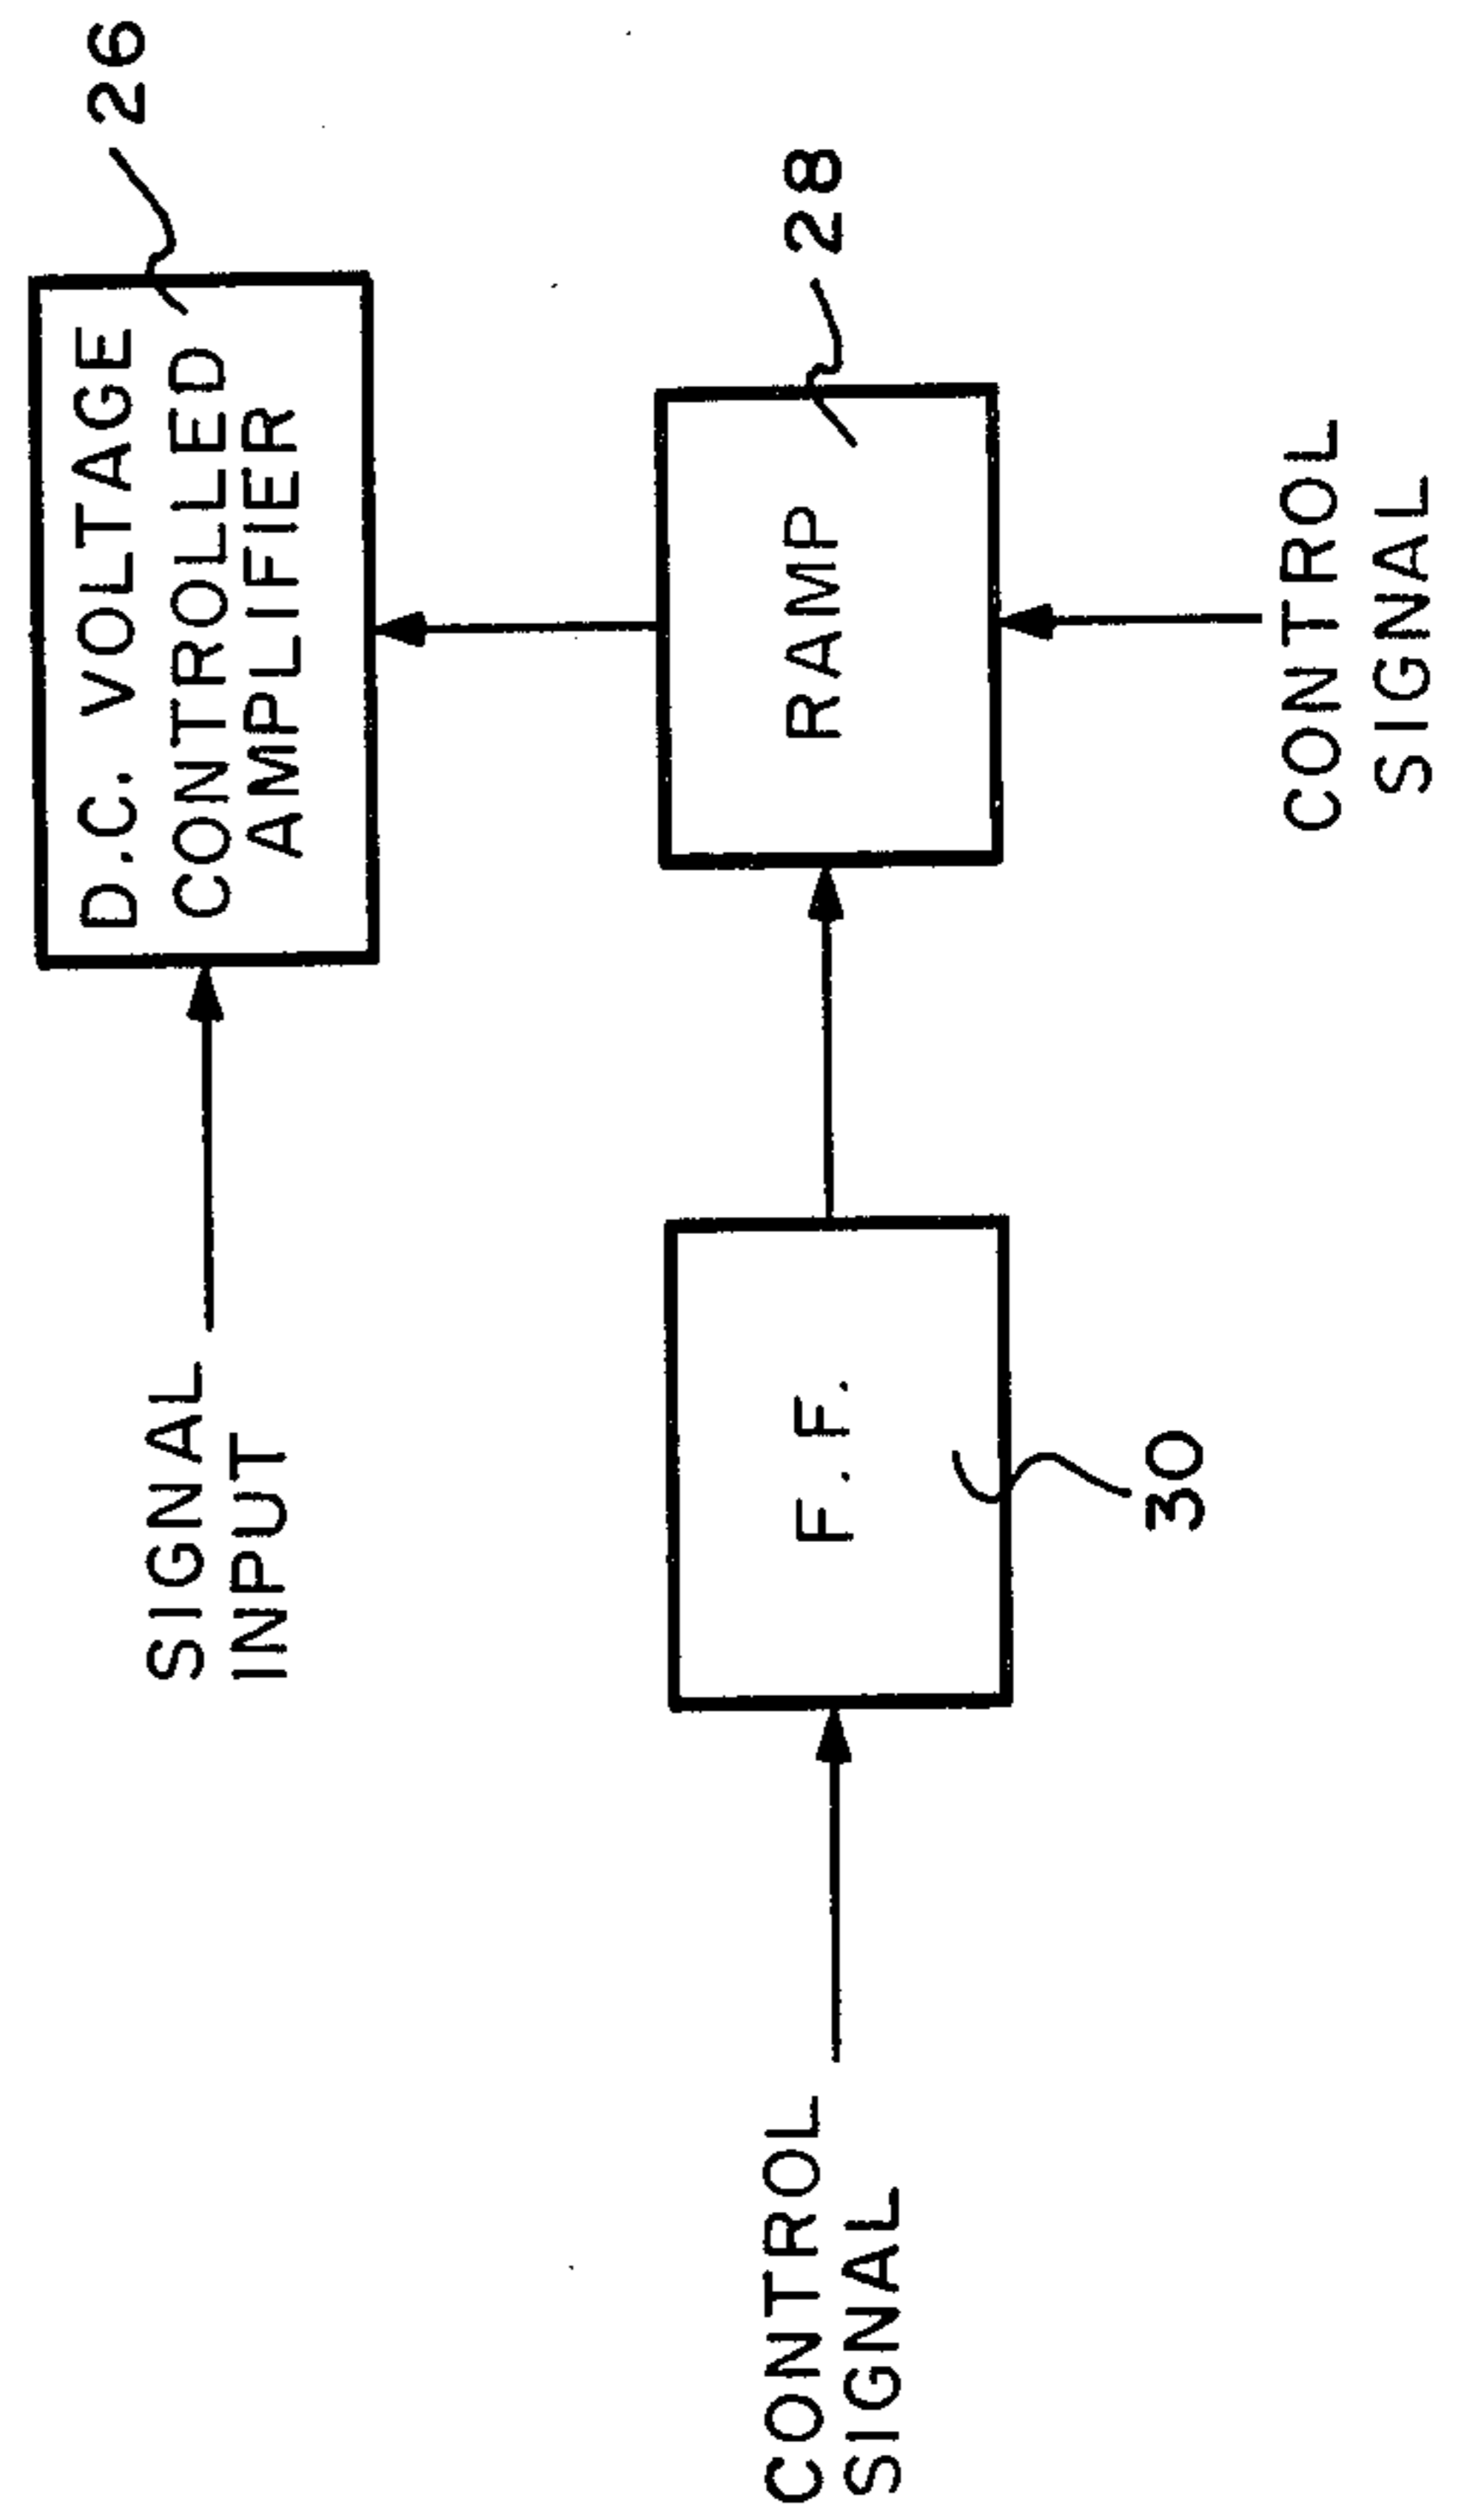 26
D.C. VOLTAGE
CONTROLLED
AMPLIFIER
SIGNAL
INPUT
28
RAMP
F.F.
30
CONTROL
SIGNAL
CONTROL
SIGNAL